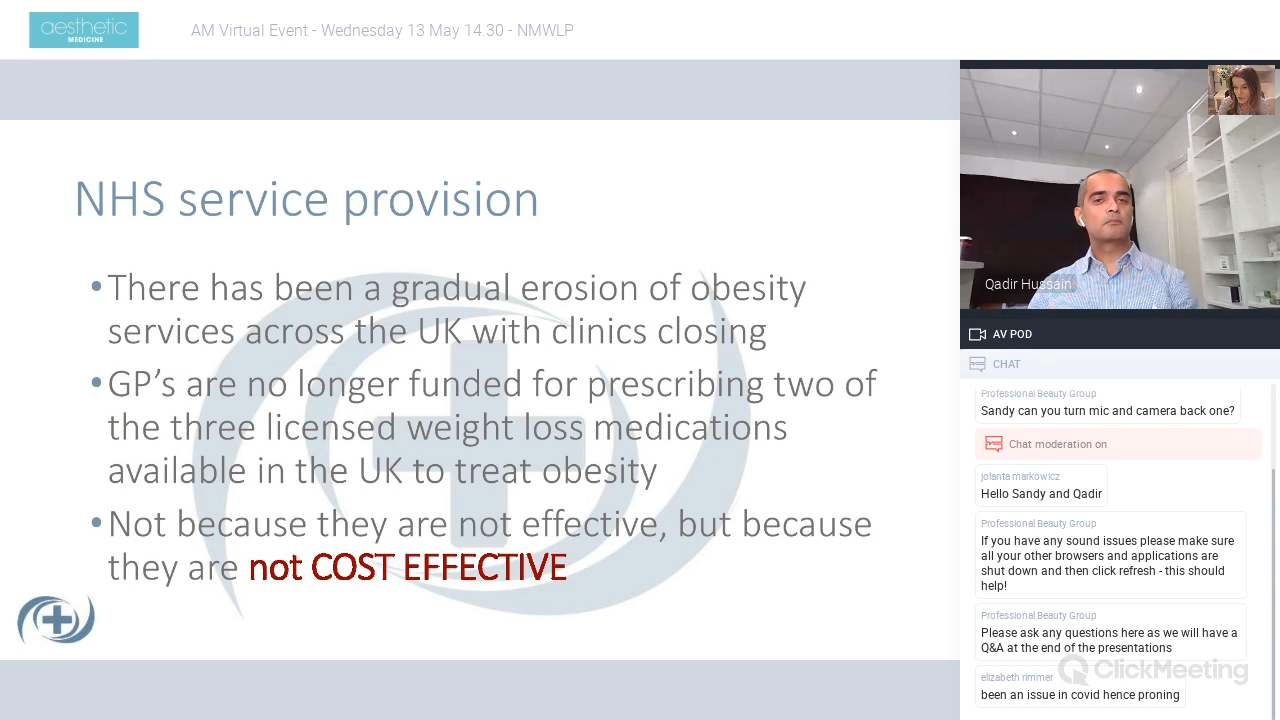 aesthetic
MEDICINE
AM Virtual Event - Wednesday 13 May 14.30 - NMWLP
NHS service provision
•There has been a gradual erosion of obesity
services across the UK with clinics closing
•GP’s are no longer funded for prescribing two of
the three licensed weight loss medications
available in the UK to treat obesity
•Not because they are not effective, but because
they are not COST EFFECTIVE
Qadir Hussain
AV POD
CHAT
Professional Beauty Group
Sandy can you turn mic and camera back one?
Chat moderation on
jolanta markowicz
Hello Sandy and Qadir
Professional Beauty Group
If you have any sound issues please make sure
all your other browsers and applications are
shut down and then click refresh - this should
help!
Professional Beauty Group
Please ask any questions here as we will have a
Q&A at the end of the presentations
elizabeth rimmer
been an issue in covid hence proning
ClickMeeting